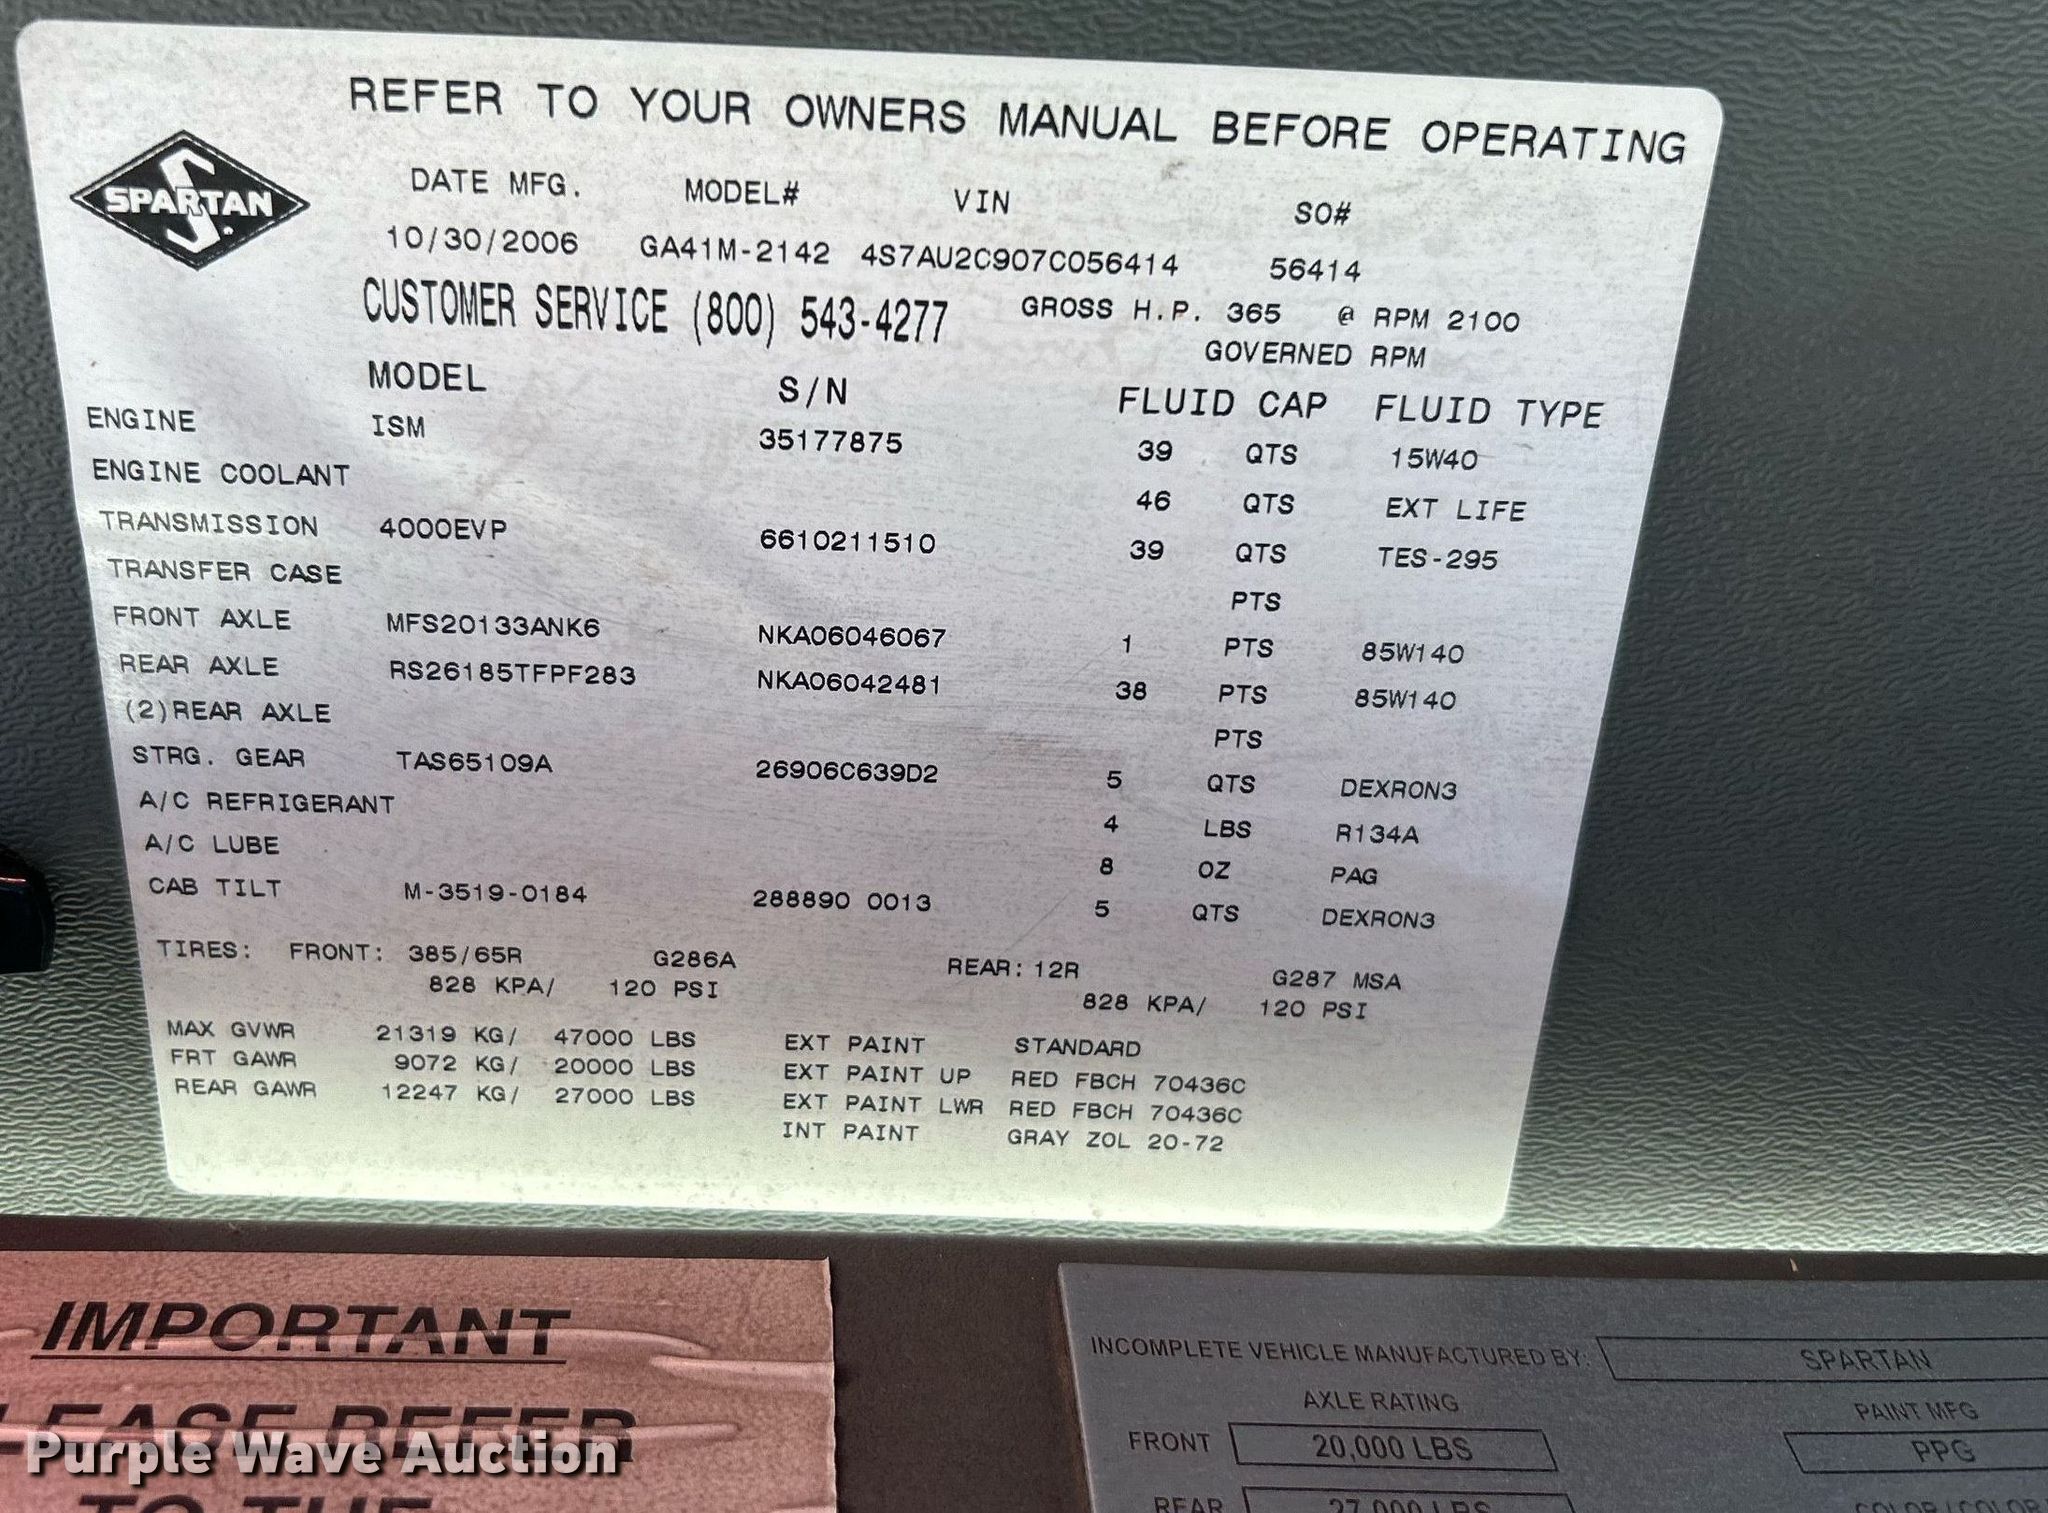 REFER TO YOUR OWNERS MANUAL BEFORE OPERATING
SPARTAN
DATE MFG. MODEL# VIN SO#
10/30/2006 GA41M-2142 4S7AU2C907C056414 56414
CUSTOMER SERVICE (800) 543-4277 GROSS H.P. 365 @ RPM 2100
GOVERNED RPM
MODEL S/N FLUID CAP FLUID TYPE
ENGINE ISM 35177875 39 QTS 15W40
ENGINE COOLANT 46 QTS EXT LIFE
TRANSMISSION 4000EVP 6610211510 39 QTS TES-295
TRANSFER CASE PTS
FRONT AXLE MFS20133ANK6 NKA06046067 1 PTS 85W140
REAR AXLE RS26185TFPF283 NKA06042481 38 PTS 85W140
(2)REAR AXLE PTS
STRG. GEAR TAS65109A 26906C639D2 5 QTS DEXRON3
A/C REFRIGERANT 4 LBS R134A
A/C LUBE 8 OZ PAG
CAB TILT M-3519-0184 288890 0013 5 QTS DEXRON3
TIRES: FRONT: 385/65R G286A REAR: 12R G287 MSA
828 KPA/ 120 PSI 828 KPA/ 120 PSI
MAX GVWR 21319 KG/ 47000 LBS EXT PAINT STANDARD
FRT GAWR 9072 KG/ 20000 LBS EXT PAINT UP RED FBCH 70436C
REAR GAWR 12247 KG/ 27000 LBS EXT PAINT LWR RED FBCH 70436C
INT PAINT GRAY ZOL 20-72
IMPORTANT
LEASE REFER
TO THE
Purple Wave Auction
INCOMPLETE VEHICLE MANUFACTURED BY: SPARTAN
AXLE RATING PAINT MFG
FRONT 20,000 LBS PPG
REAR 27,000 LBS